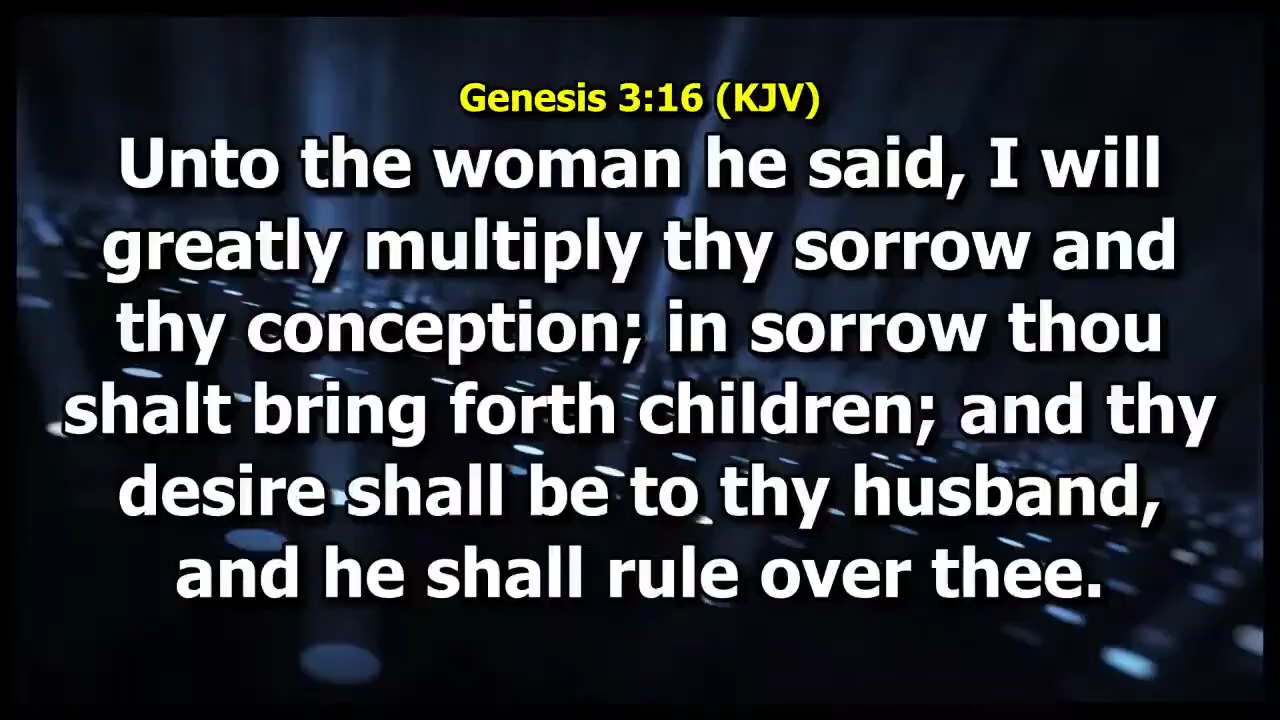 Genesis 3:16 (KJV)
Unto the woman he said, I will
greatly multiply thy sorrow and
thy conception; in sorrow thou
shalt bring forth children; and thy
desire shall be to thy husband,
and he shall rule over thee.